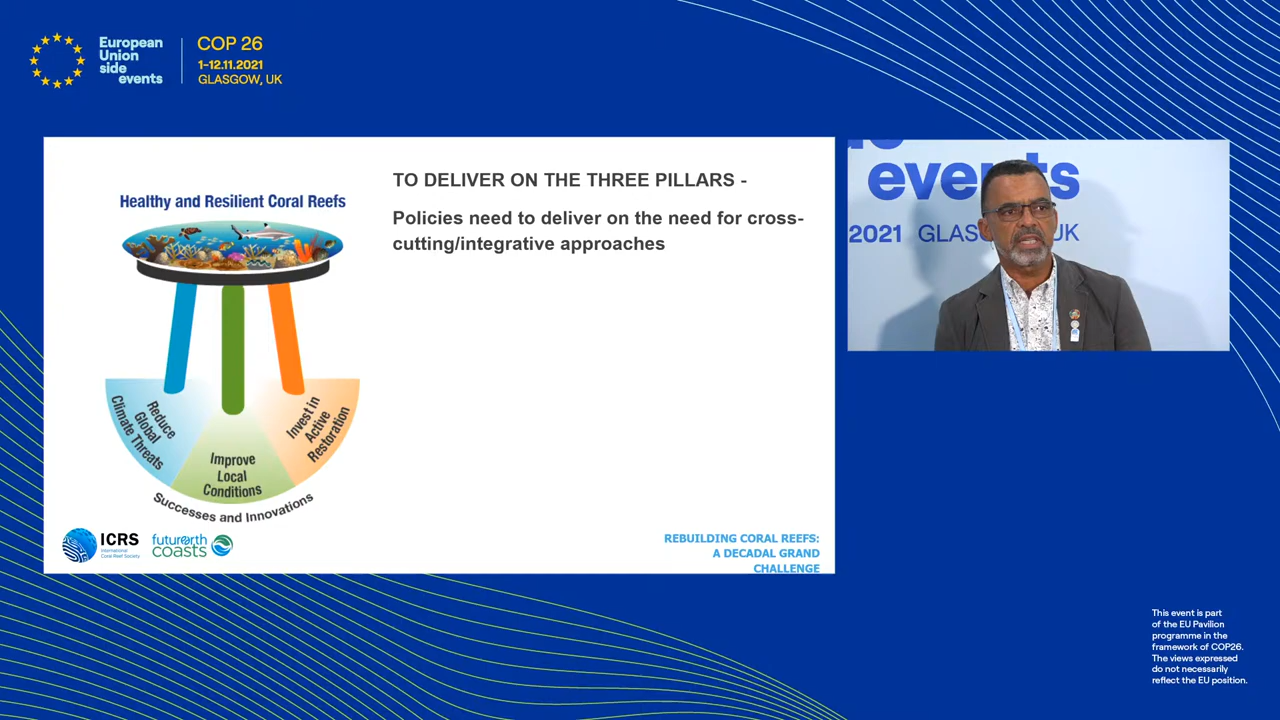 European
Union
side
events
COP 26
1-12.11.2021
GLASGOW, UK
Healthy and Resilient Coral Reefs
Reduce
Global
Climate Threats
Improve
Local
Conditions
Invest in
Active
Restoration
Successes and Innovations
ICRS
International
Coral Reef Society
futurearth
coasts
TO DELIVER ON THE THREE PILLARS -
Policies need to deliver on the need for cross-
cutting/integrative approaches
REBUILDING CORAL REEFS:
A DECADAL GRAND
CHALLENGE
events
2021 GLAS UK
This event is part
of the EU Pavilion
programme in the
framework of COP26.
The views expressed
do not necessarily
reflect the EU position.